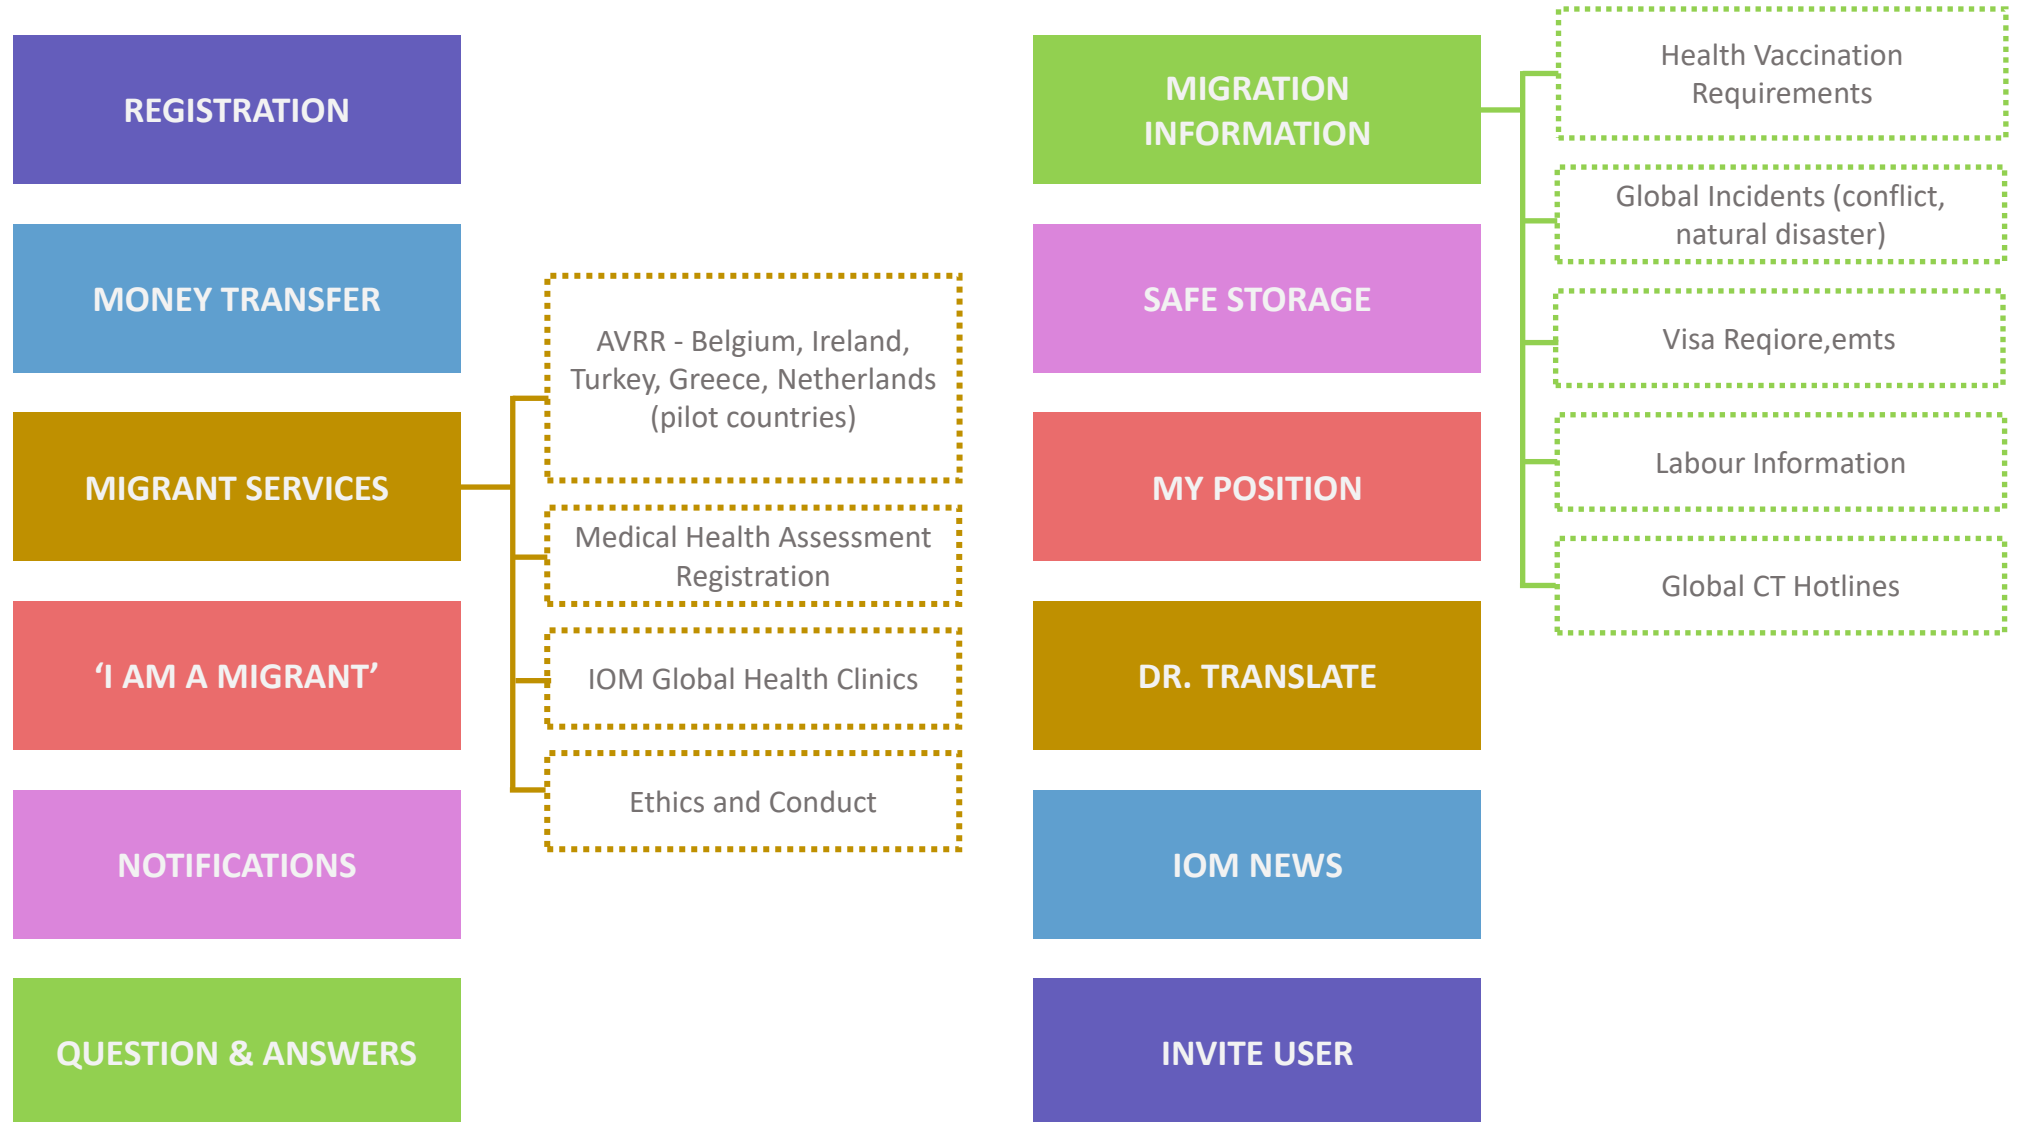 REGISTRATION
MONEY TRANSFER
MIGRANT SERVICES
AVRR - Belgium, Ireland,
Turkey, Greece, Netherlands
(pilot countries)
Medical Health Assessment
Registration
IOM Global Health Clinics
Ethics and Conduct
‘I AM A MIGRANT’
NOTIFICATIONS
QUESTION & ANSWERS
MIGRATION
INFORMATION
Health Vaccination
Requirements
Global Incidents (conflict,
natural disaster)
Visa Reqiore,emts
Labour Information
Global CT Hotlines
SAFE STORAGE
MY POSITION
DR. TRANSLATE
IOM NEWS
INVITE USER